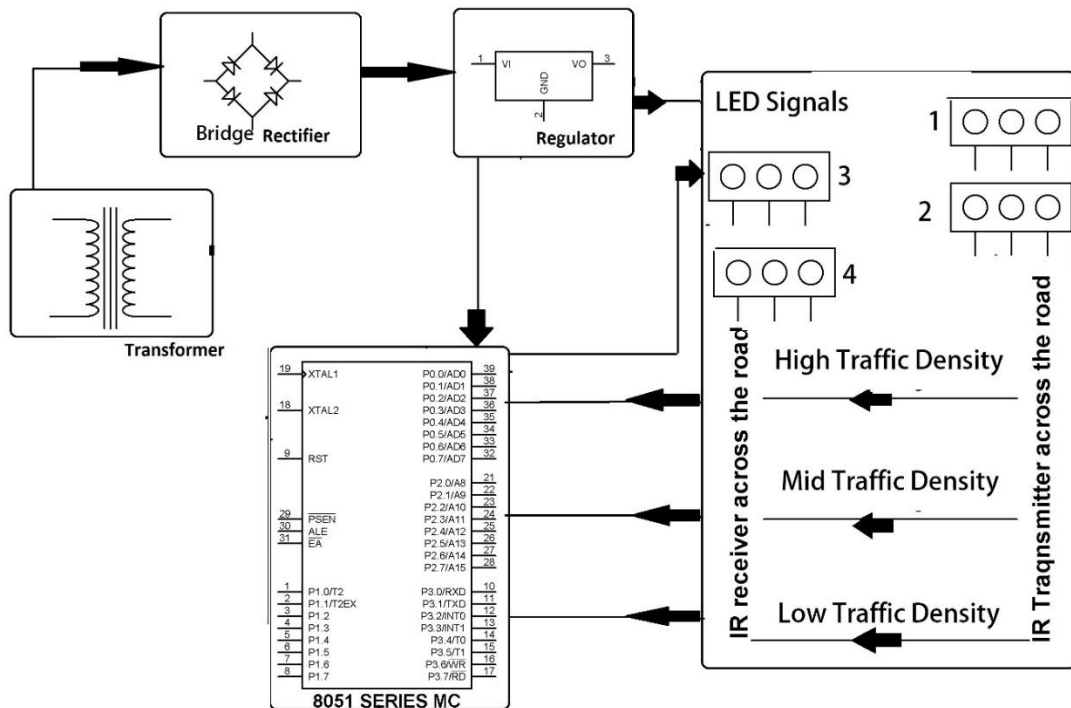 1
VI
VO
3
GND
2
Bridge Rectifier
Regulator
Transformer
LED Signals
1
2
3
4
IR receiver across the road
IR Traqnsmitter across the road
High Traffic Density
Mid Traffic Density
Low Traffic Density
19 XTAL1
18 XTAL2
9 RST
29 PSEN
30 ALE
31 EA
1 P1.0/T2
2 P1.1/T2EX
3 P1.2
4 P1.3
5 P1.4
6 P1.5
7 P1.6
8 P1.7
P0.0/AD0 39
P0.1/AD1 38
P0.2/AD2 37
P0.3/AD3 36
P0.4/AD4 35
P0.5/AD5 34
P0.6/AD6 33
P0.7/AD7 32
P2.0/A8 21
P2.1/A9 22
P2.2/A10 23
P2.3/A11 24
P2.4/A12 25
P2.5/A13 26
P2.6/A14 27
P2.7/A15 28
P3.0/RXD 10
P3.1/TXD 11
P3.2/INT0 12
P3.3/INT1 13
P3.4/T0 14
P3.5/T1 15
P3.6/WR 16
P3.7/RD 17
8051 SERIES MC